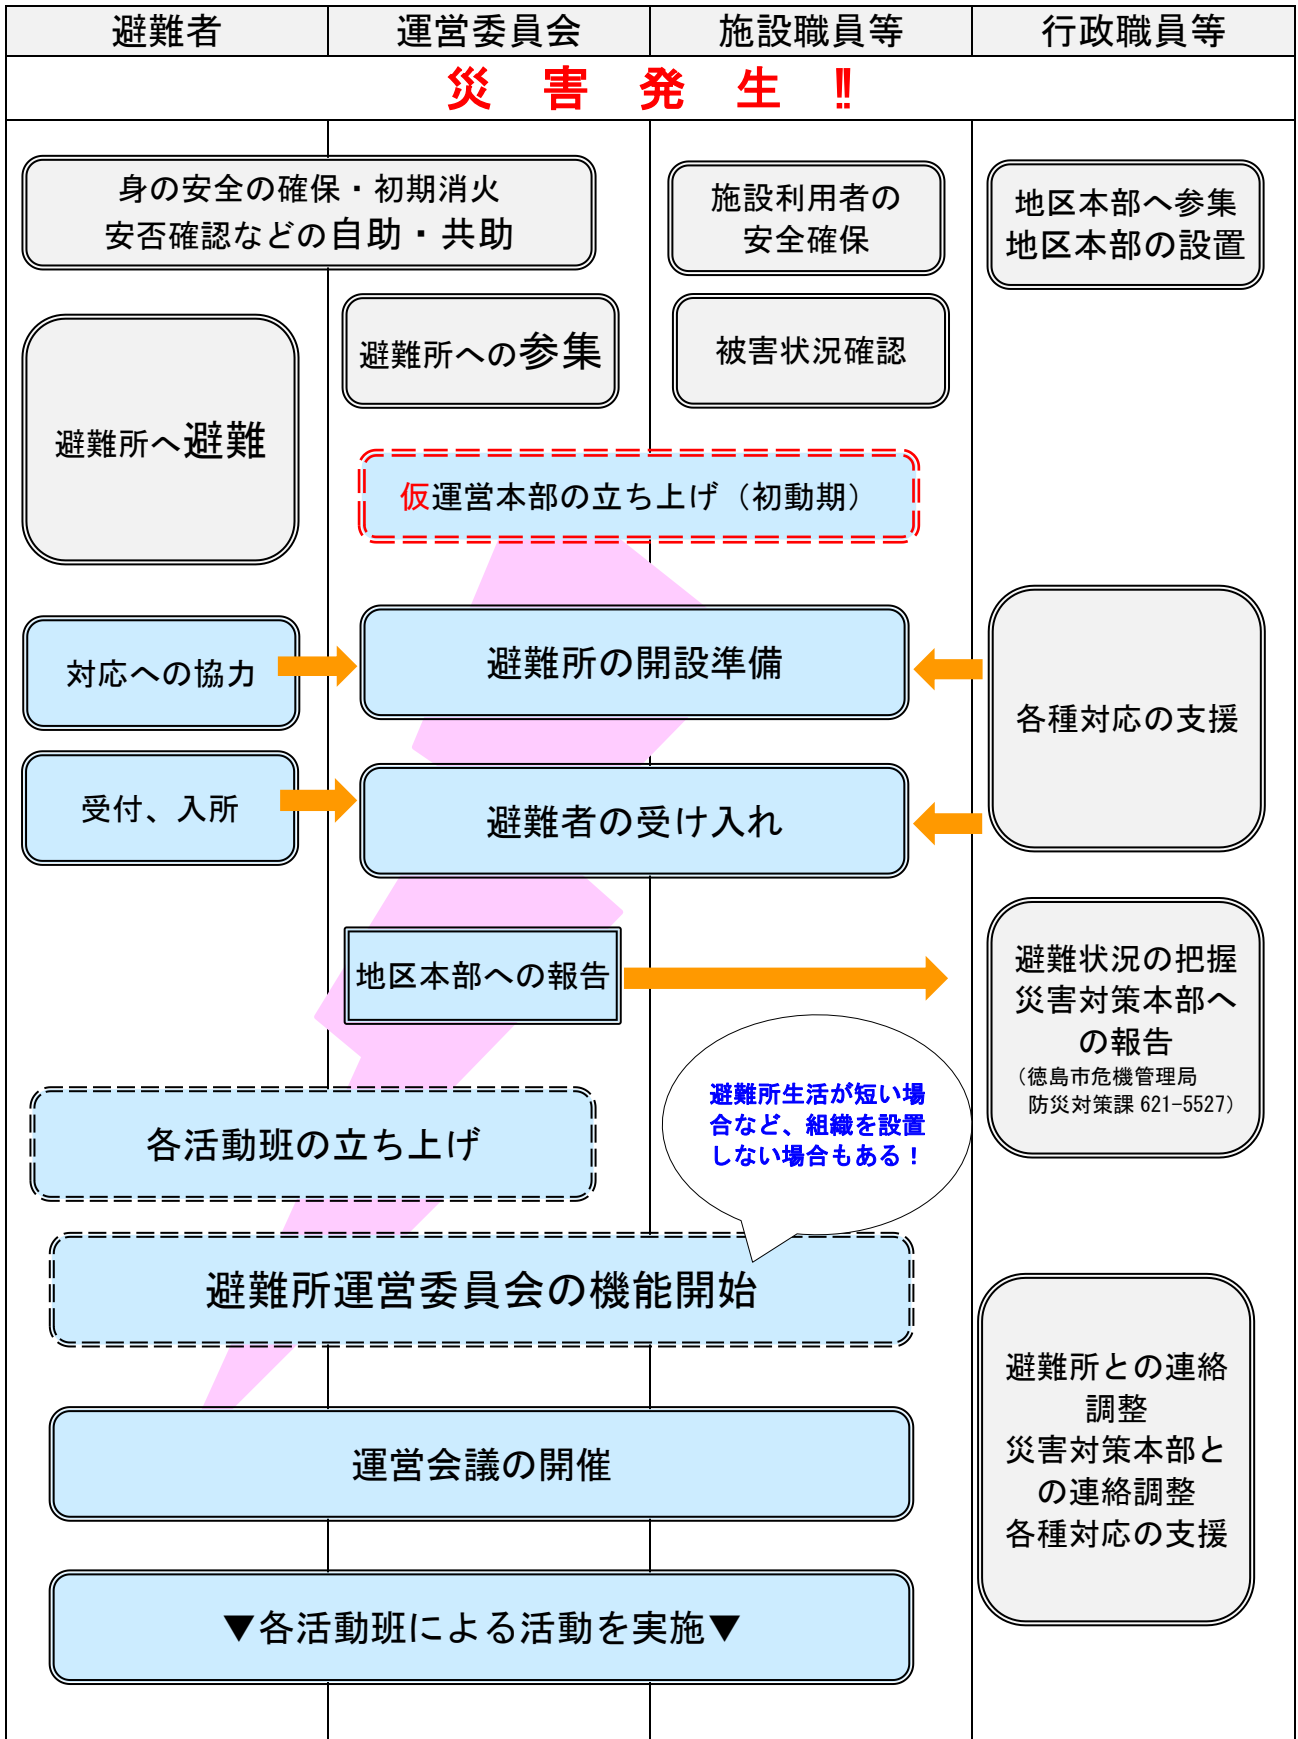 避難者
運営委員会
施設職員等
行政職員等
災害発生‼
身の安全の確保・初期消火
安否確認などの自助・共助
施設利用者の
安全確保
地区本部へ参集
地区本部の設置
避難所へ避難
避難所への参集
被害状況確認
仮運営本部の立ち上げ（初動期）
対応への協力
避難所の開設準備
各種対応の支援
受付、入所
避難者の受け入れ
地区本部への報告
避難状況の把握
災害対策本部へ
の報告
（徳島市危機管理局
防災対策課 621-5527）
避難所生活が短い場
合など、組織を設置
しない場合もある！
各活動班の立ち上げ
避難所運営委員会の機能開始
避難所との連絡
調整
災害対策本部と
の連絡調整
各種対応の支援
運営会議の開催
▼各活動班による活動を実施▼